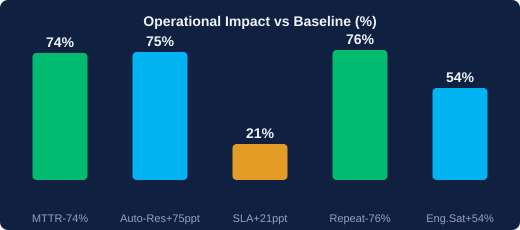 Operational Impact vs Baseline (%)
74%
75%
21%
76%
54%
MTTR-74%
Auto-Res+75ppt
SLA+21ppt
Repeat-76%
Eng.Sat+54%